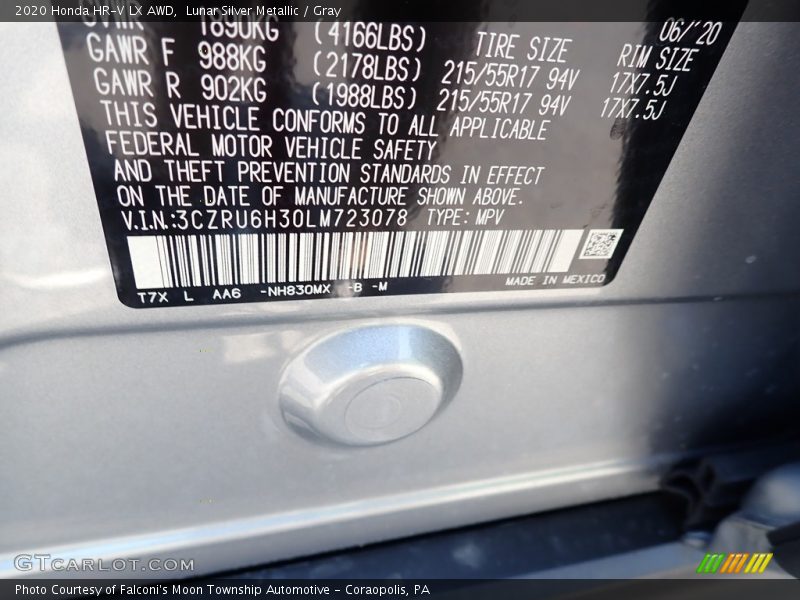 2020 Honda HR-V LX AWD, Lunar Silver Metallic / Gray
GVWR 1890KG (4166LBS) 06/'20
GAWR F 988KG (2178LBS) TIRE SIZE RIM SIZE
GAWR R 902KG (1988LBS) 215/55R17 94V 17X7.5J
215/55R17 94V 17X7.5J
THIS VEHICLE CONFORMS TO ALL APPLICABLE
FEDERAL MOTOR VEHICLE SAFETY
AND THEFT PREVENTION STANDARDS IN EFFECT
ON THE DATE OF MANUFACTURE SHOWN ABOVE.
V.I.N:3CZRU6H30LM723078 TYPE: MPV
MADE IN MEXICO
T7X L AA6 -NH830MX -B -M
GTcarlot.com
Photo Courtesy of Falconi's Moon Township Automotive - Coraopolis, PA